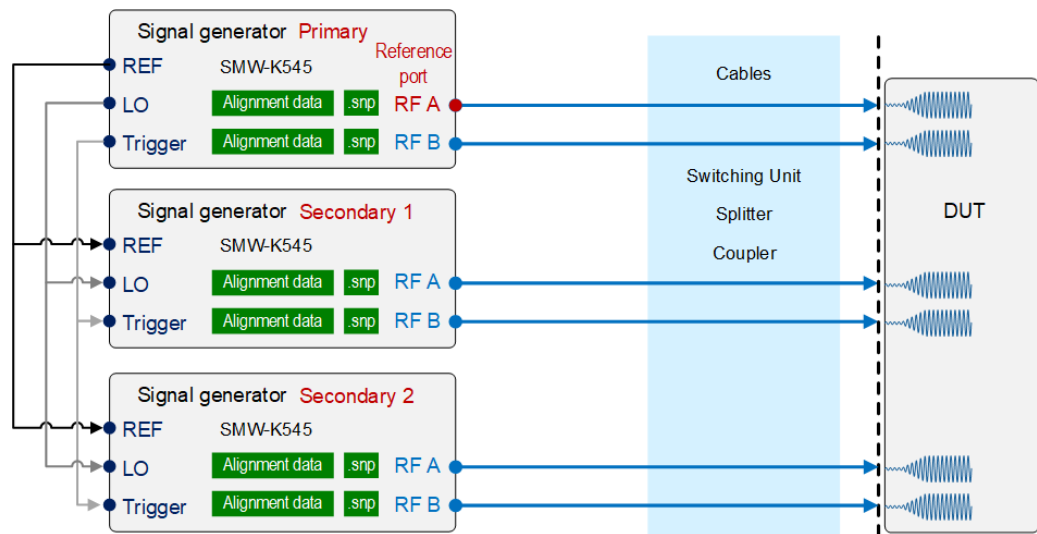 Signal generator Primary
REF SMW-K545 Reference
port
LO Alignment data .snp RF A
Trigger Alignment data .snp RF B
Signal generator Secondary 1
REF SMW-K545
LO Alignment data .snp RF A
Trigger Alignment data .snp RF B
Signal generator Secondary 2
REF SMW-K545
LO Alignment data .snp RF A
Trigger Alignment data .snp RF B
Cables
Switching Unit
Splitter
Coupler
DUT